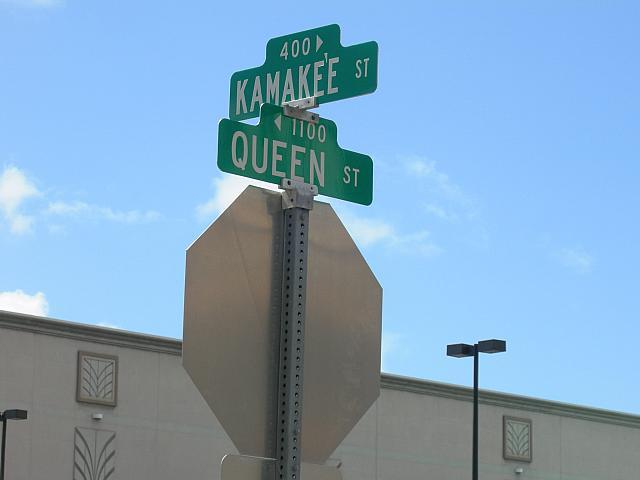 400 ▶
KAMAKE'E ST
◀ 1100
QUEEN ST